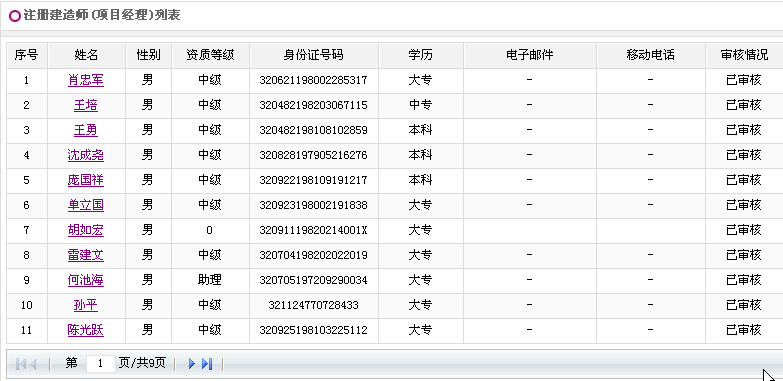 注册建造师(项目经理)列表
序号 姓名 性别 资质等级 身份证号码 学历 电子邮件 移动电话 审核情况
1 肖忠军 男 中级 320621198002285317 大专 - - 已审核
2 王培 男 中级 320482198203067115 中专 - - 已审核
3 王勇 男 中级 320482198108102859 本科 - - 已审核
4 沈成尧 男 中级 320828197905216276 本科 - - 已审核
5 庞国祥 男 中级 320922198109191217 本科 - - 已审核
6 单立国 男 中级 320923198002191838 大专 - - 已审核
7 胡如宏 男 0 32091119820214001X 大专 - - 已审核
8 雷建文 男 中级 320704198202022019 大专 - - 已审核
9 何池海 男 助理 320705197209290034 大专 - - 已审核
10 孙平 男 中级 321124770728433 大专 - - 已审核
11 陈光跃 男 中级 320925198103225112 大专 - - 已审核
第 1 页/共9页